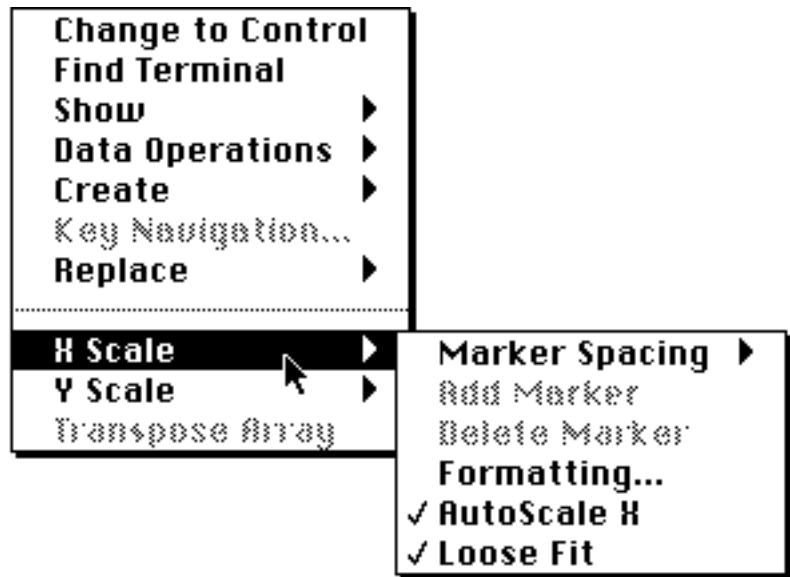 Change to Control
Find Terminal
Show
Data Operations
Create
Key Navigation...
Replace
X Scale
Y Scale
Transpose Array
Marker Spacing
Add Marker
Delete Marker
Formatting...
AutoScale X
Loose Fit